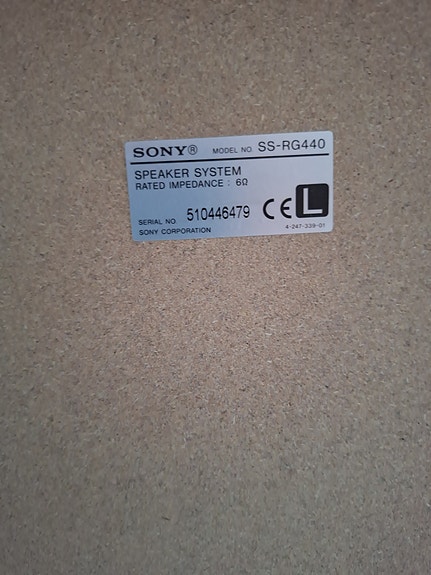 SONY® MODEL NO. SS-RG440
SPEAKER SYSTEM
RATED IMPEDANCE : 6Ω
SERIAL NO. 510446479 CE L
SONY CORPORATION 4-247-339-01